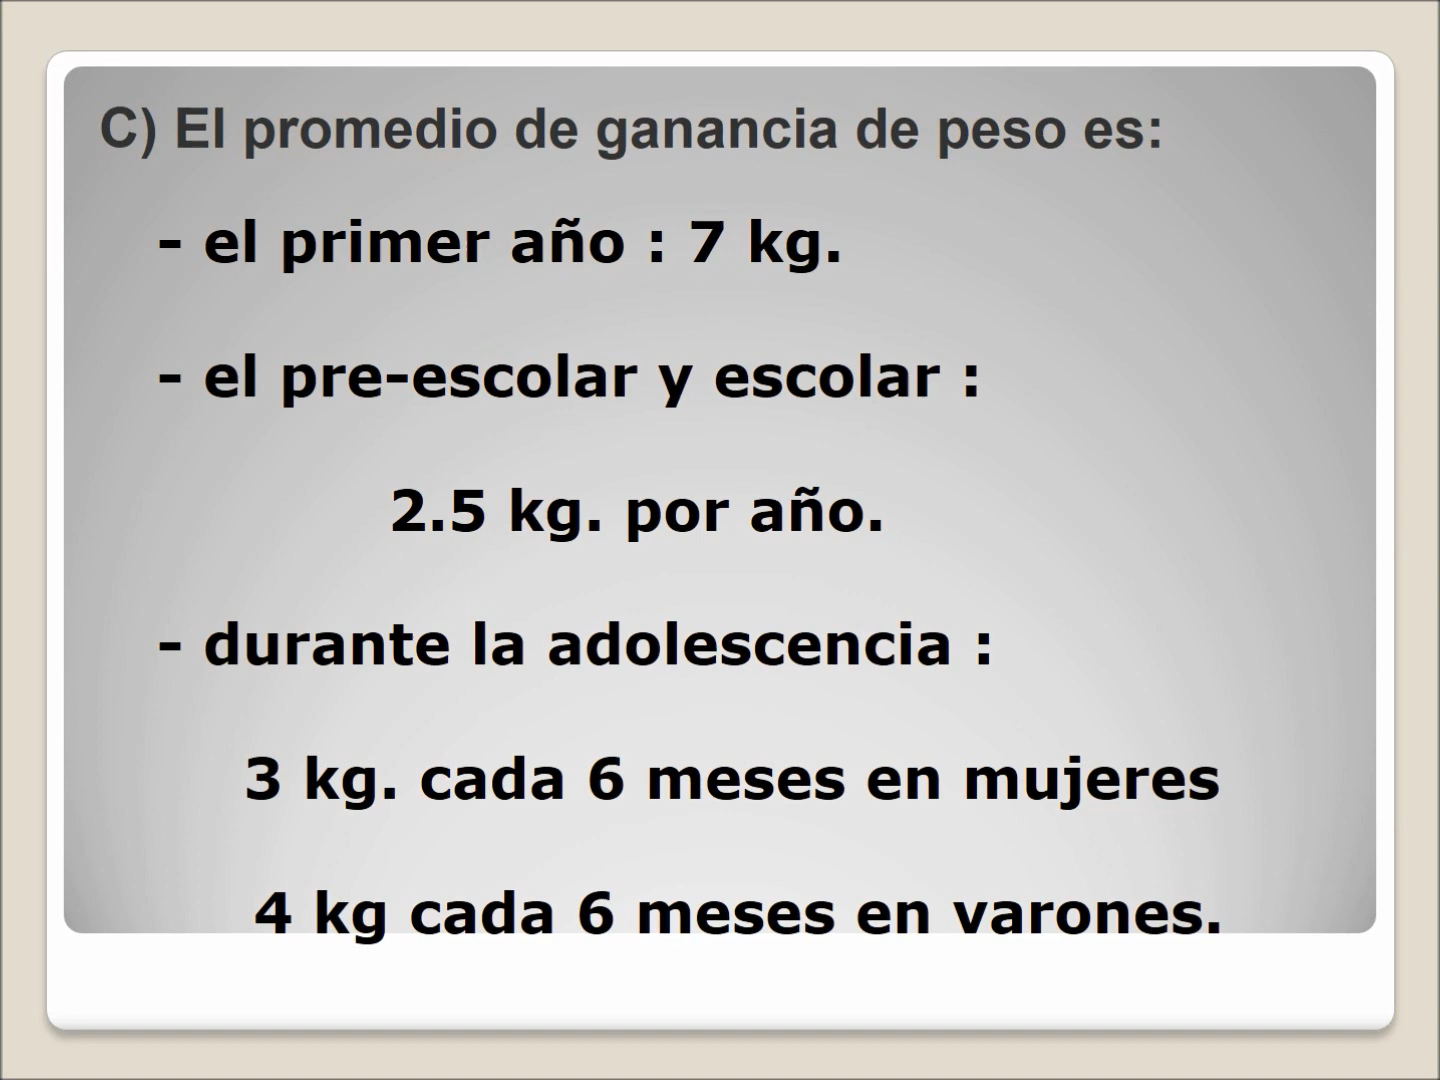 C) El promedio de ganancia de peso es:
- el primer año : 7 kg.
- el pre-escolar y escolar :
2.5 kg. por año.
- durante la adolescencia :
3 kg. cada 6 meses en mujeres
4 kg cada 6 meses en varones.